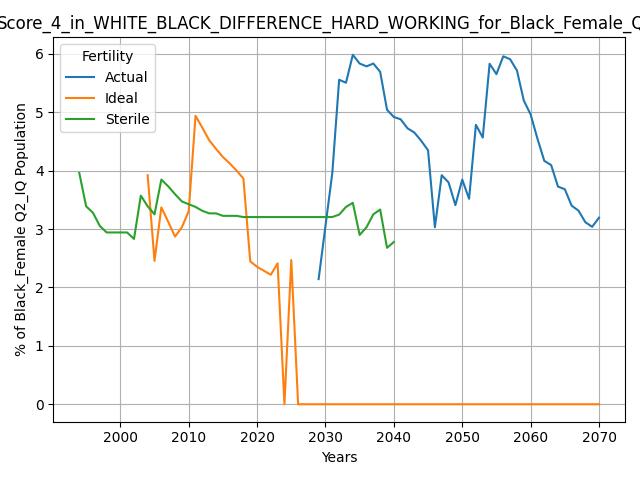 Score_4_in_WHITE_BLACK_DIFFERENCE_HARD_WORKING_for_Black_Female_Q
Fertility
Actual
Ideal
Sterile
% of Black_Female Q2_IQ Population
6
5
4
3
2
1
0
2000 2010 2020 2030 2040 2050 2060 2070
Years